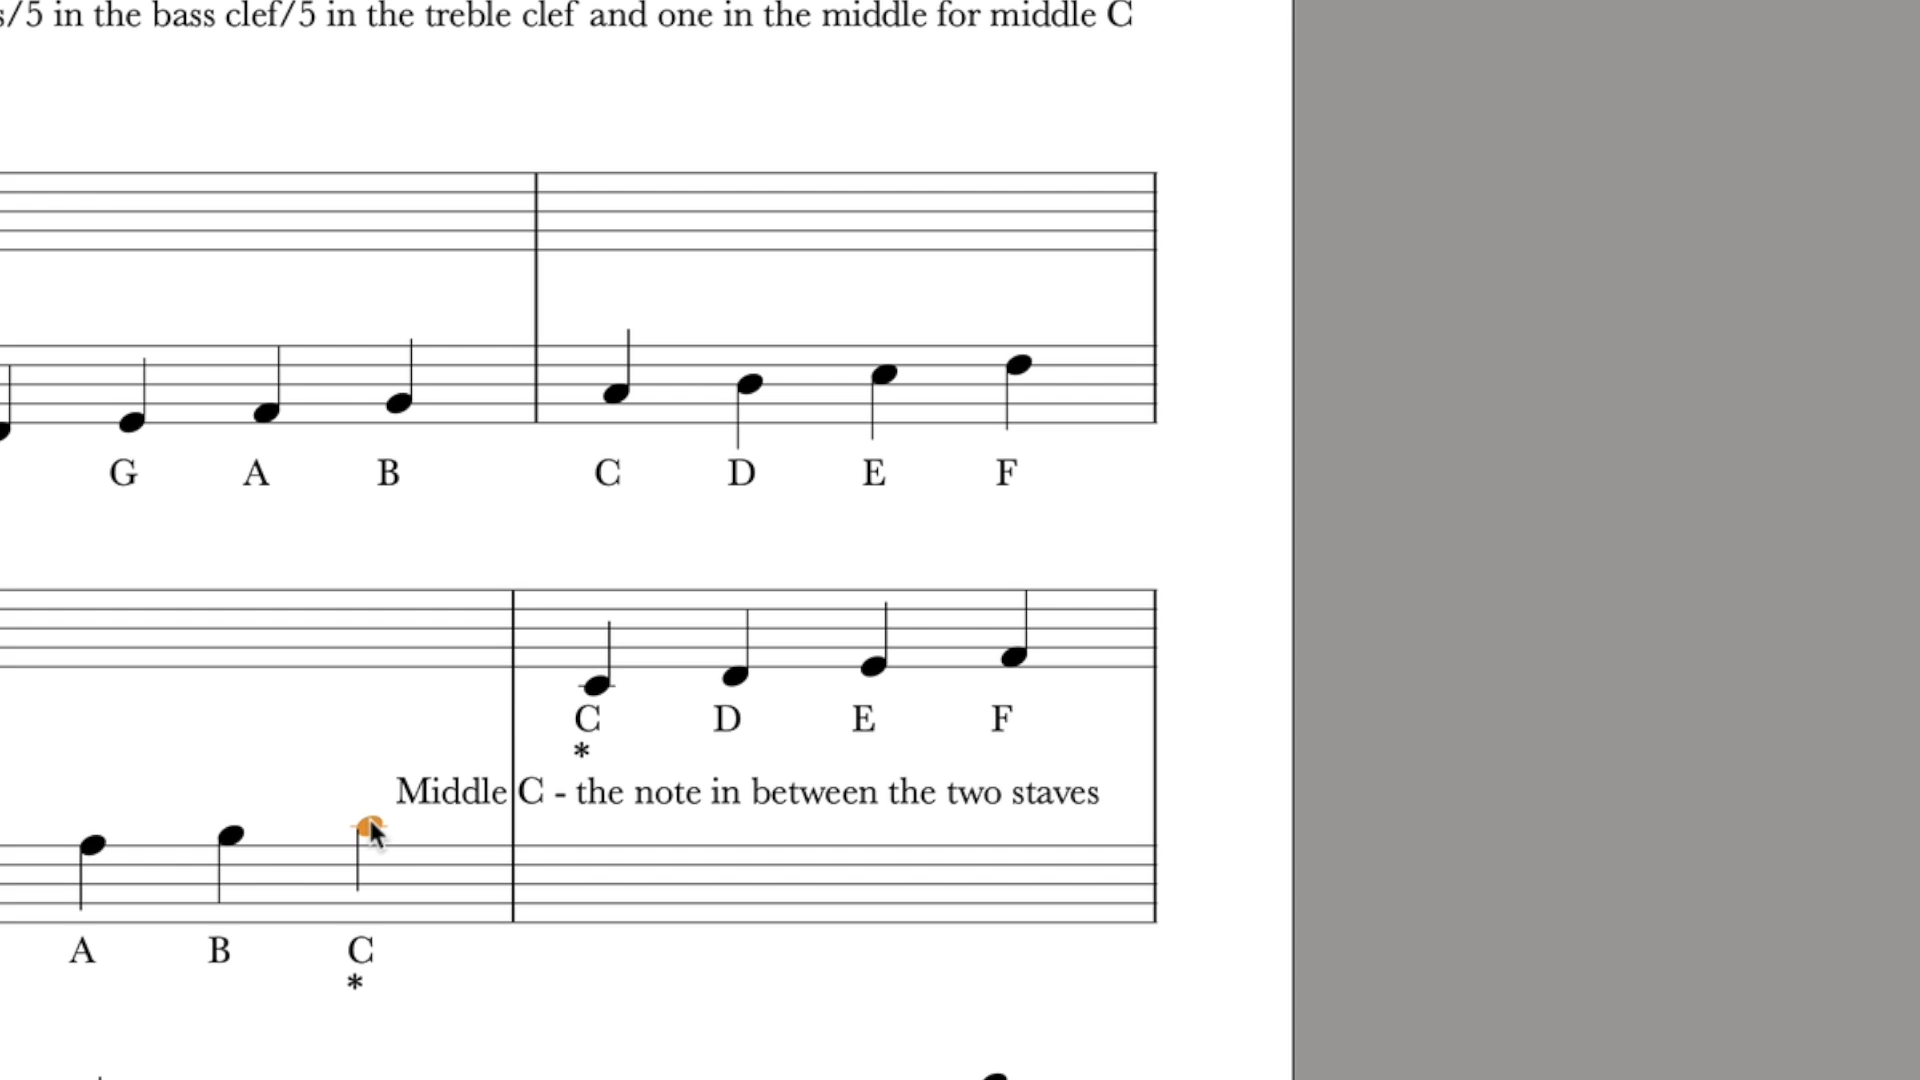 s/5 in the bass clef/5 in the treble clef and one in the middle for middle C
G A B C D E F
C D E F
*
Middle C - the note in between the two staves
A B C
*